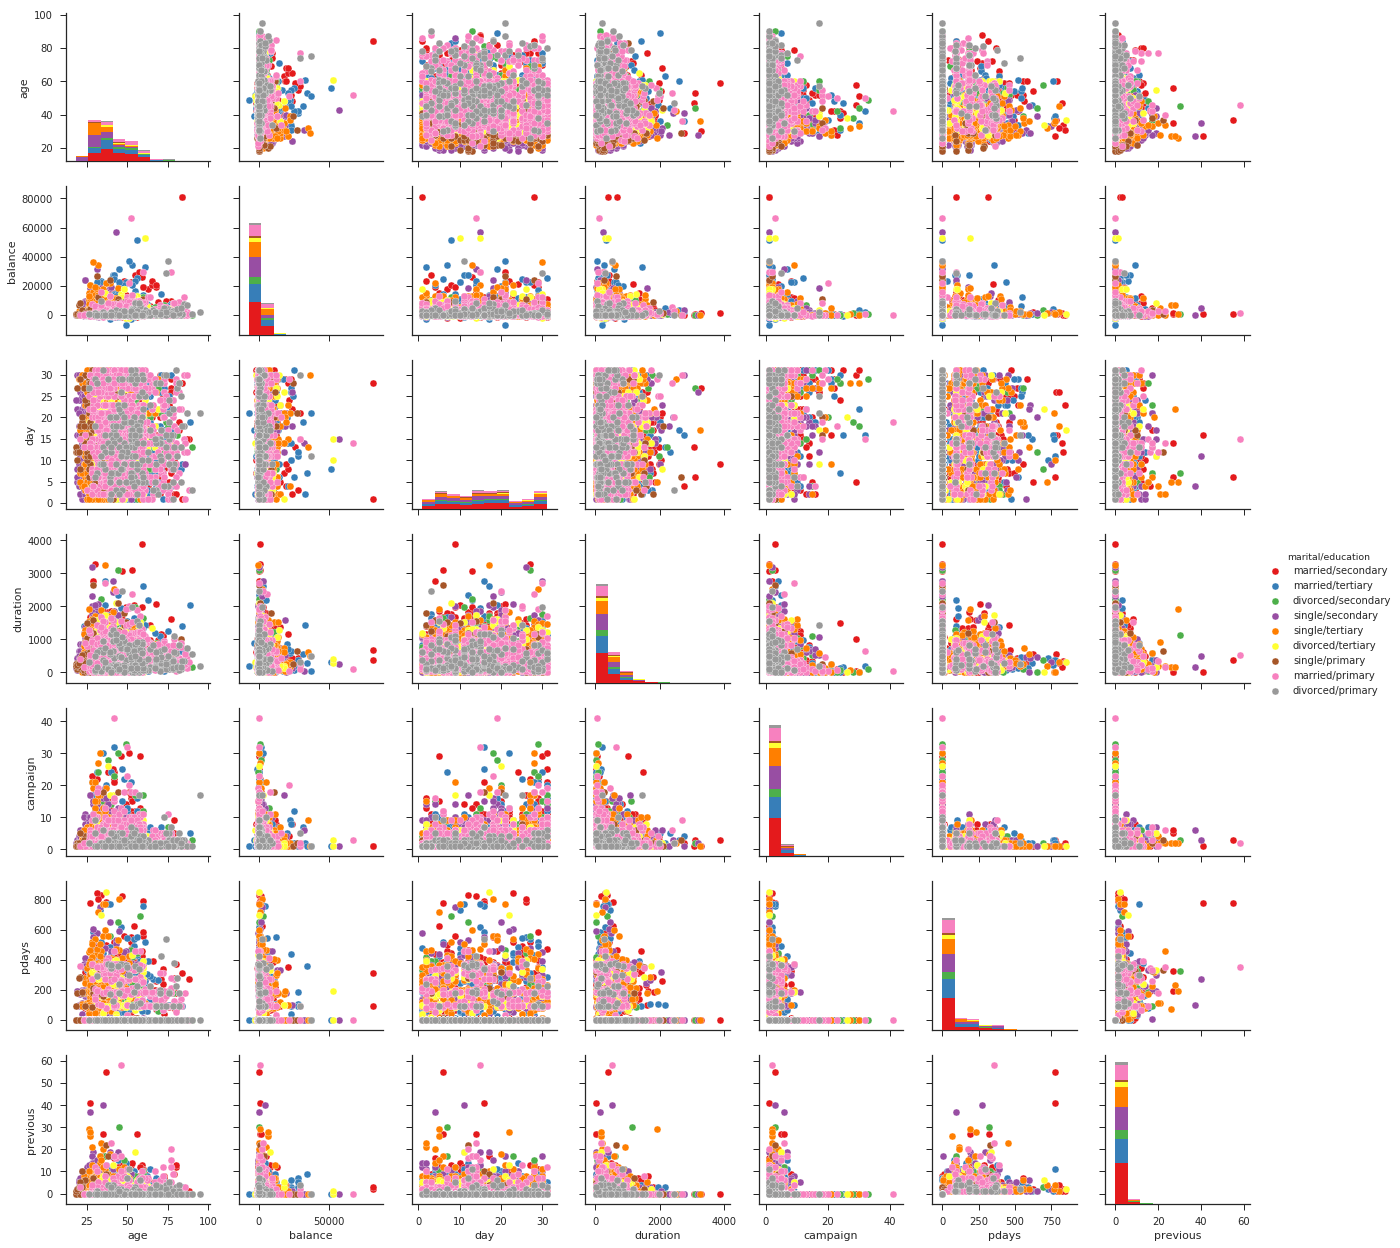 100
80
60
40
20
age
80000
60000
40000
20000
0
balance
30
25
20
15
10
5
0
day
4000
3000
2000
1000
0
duration
marital/education
married/secondary
married/tertiary
divorced/secondary
single/secondary
single/tertiary
divorced/tertiary
single/primary
married/primary
divorced/primary
40
30
20
10
0
campaign
800
600
400
200
0
pdays
60
50
40
30
20
10
0
previous
25 50 75 100 0 50000 0 10 20 30 0 2000 4000 0 20 40 0 250 500 750 0 20 40 60
age balance day duration campaign pdays previous